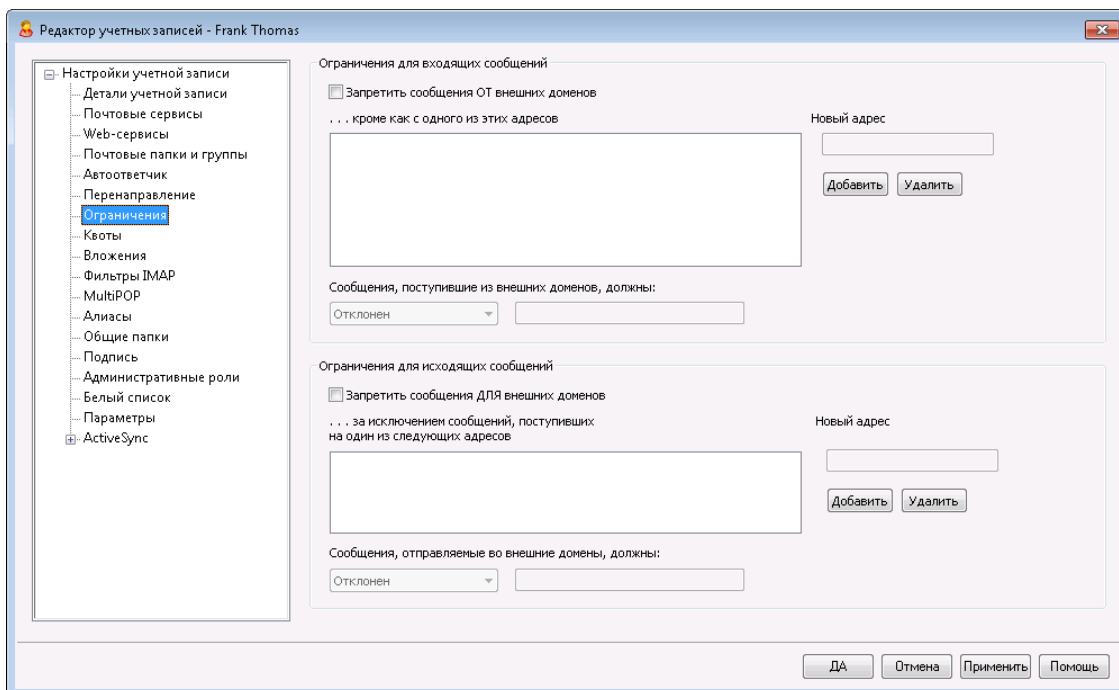 Редактор учетных записей - Frank Thomas
Настройки учетной записи
Детали учетной записи
Почтовые сервисы
Web-сервисы
Почтовые папки и группы
Автоответчик
Перенаправление
Ограничения
Квоты
Вложения
Фильтры IMAP
MultiPOP
Алиасы
Общие папки
Подпись
Административные роли
Белый список
Параметры
ActiveSync
Ограничения для входящих сообщений
Запретить сообщения ОТ внешних доменов
. . . кроме как с одного из этих адресов
Новый адрес
Добавить Удалить
Сообщения, поступившие из внешних доменов, должны:
Отклонен
Ограничения для исходящих сообщений
Запретить сообщения ДЛЯ внешних доменов
. . . за исключением сообщений, поступивших
на один из следующих адресов
Новый адрес
Добавить Удалить
Сообщения, отправляемые во внешние домены, должны:
Отклонен
ДА Отмена Применить Помощь